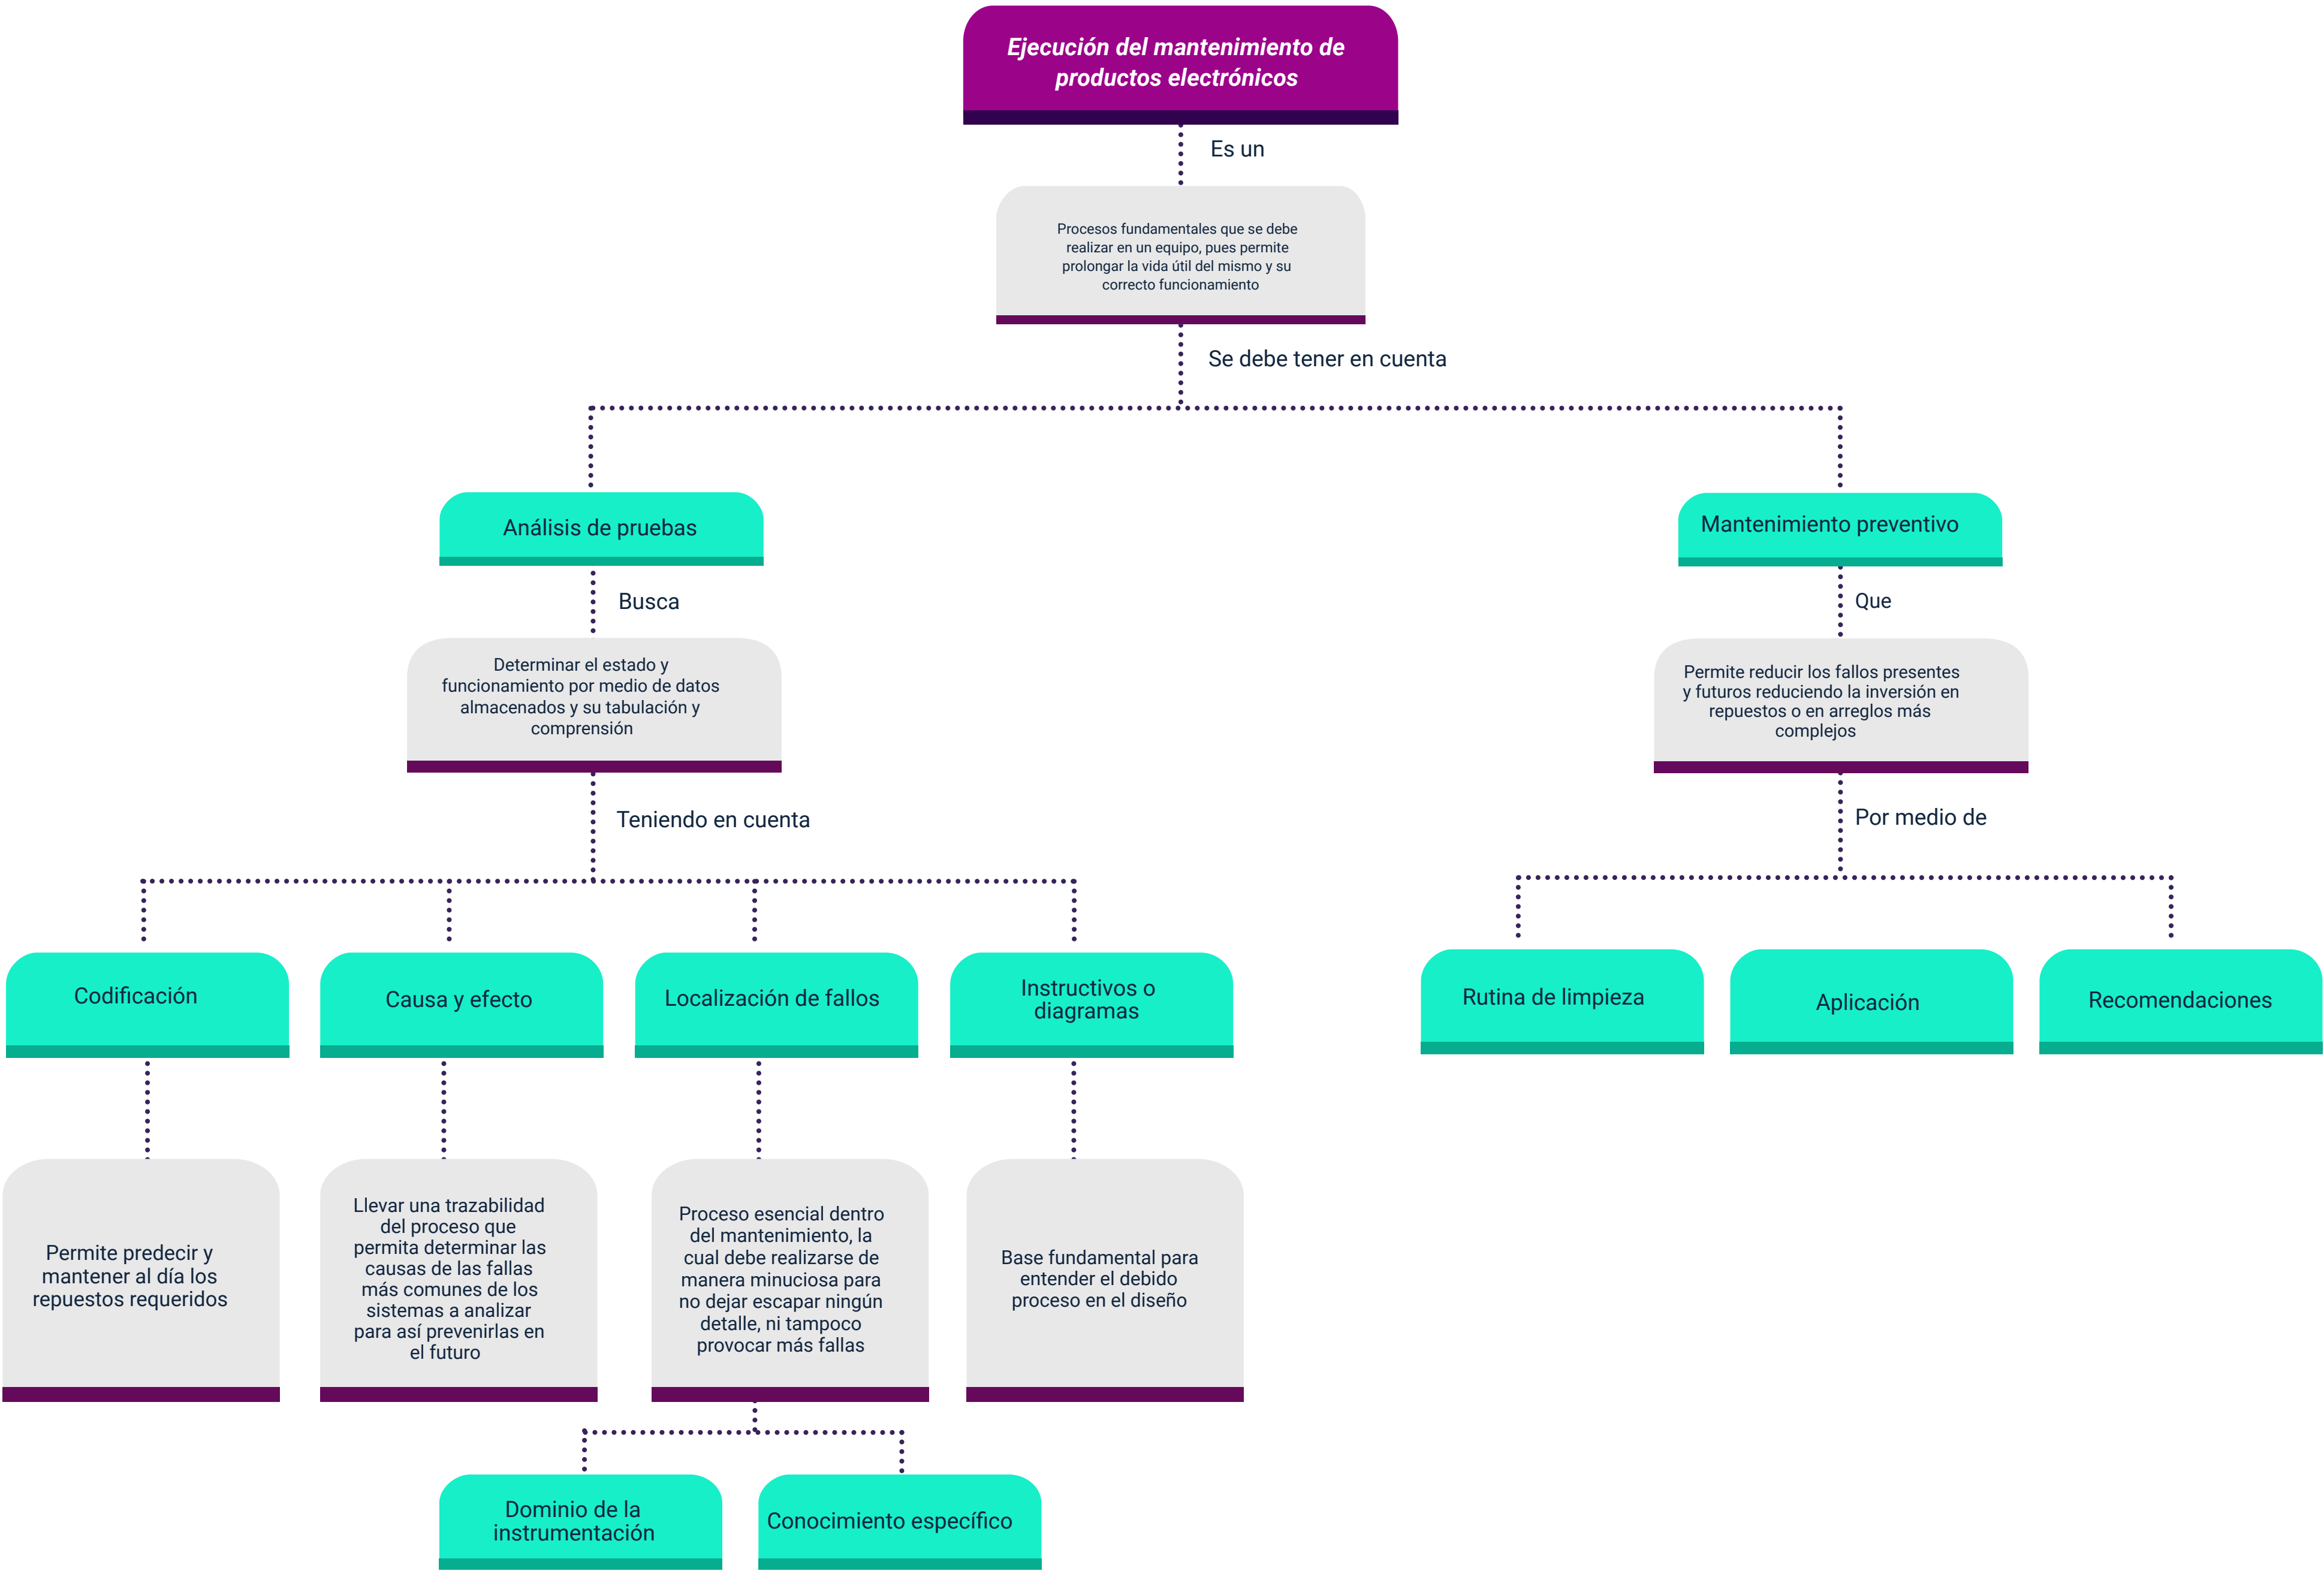 Ejecución del mantenimiento de
productos electrónicos
Es un
Procesos fundamentales que se debe
realizar en un equipo, pues permite
prolongar la vida útil del mismo y su
correcto funcionamiento
Se debe tener en cuenta
Análisis de pruebas
Busca
Determinar el estado y
funcionamiento por medio de datos
almacenados y su tabulación y
comprensión
Teniendo en cuenta
Mantenimiento preventivo
Que
Permite reducir los fallos presentes
y futuros reduciendo la inversión en
repuestos o en arreglos más
complejos
Por medio de
Codificación
Causa y efecto
Localización de fallos
Instructivos o
diagramas
Rutina de limpieza
Aplicación
Recomendaciones
Permite predecir y
mantener al día los
repuestos requeridos
Llevar una trazabilidad
del proceso que
permita determinar las
causas de las fallas
más comunes de los
sistemas a analizar
para así prevenirlas en
el futuro
Proceso esencial dentro
del mantenimiento, la
cual debe realizarse de
manera minuciosa para
no dejar escapar ningún
detalle, ni tampoco
provocar más fallas
Base fundamental para
entender el debido
proceso en el diseño
Dominio de la
instrumentación
Conocimiento específico